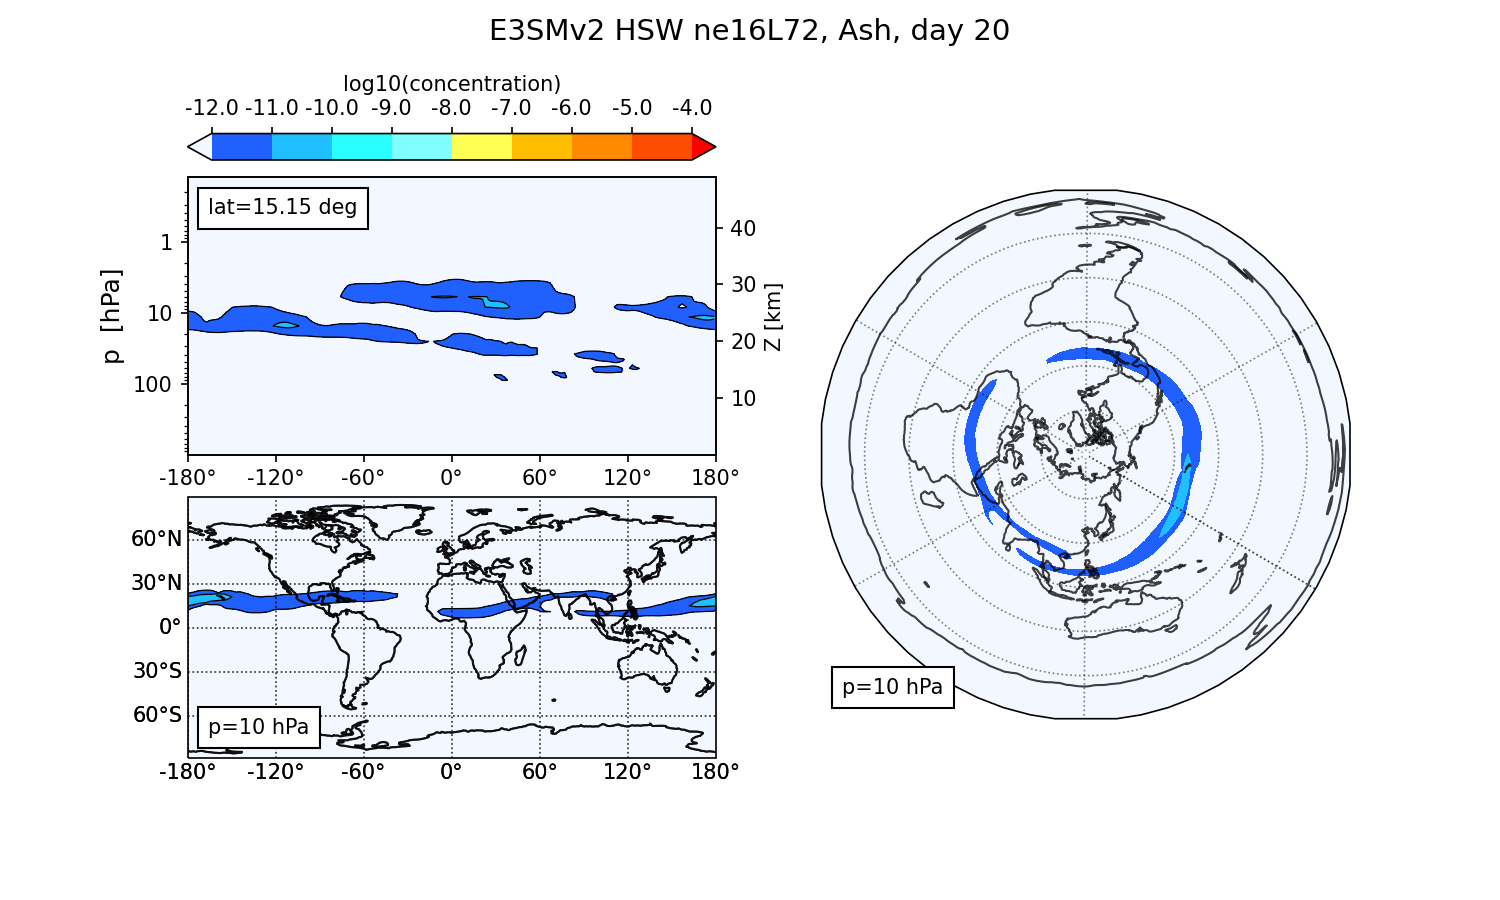 E3SMv2 HSW ne16L72, Ash, day 20
log10(concentration)
-12.0 -11.0 -10.0 -9.0 -8.0 -7.0 -6.0 -5.0 -4.0
lat=15.15 deg
p [hPa]
1
10
100
40
30
20
10
Z [km]
-180° -120° -60° 0° 60° 120° 180°
60°N
30°N
0°
30°S
60°S
p=10 hPa
-180° -120° -60° 0° 60° 120° 180°
p=10 hPa